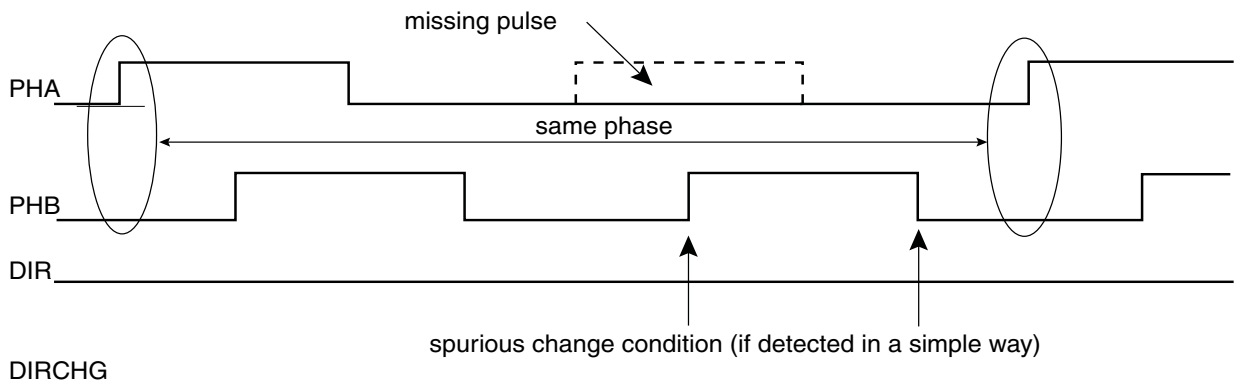 missing pulse
PHA
same phase
PHB
DIR
spurious change condition (if detected in a simple way)
DIRCHG